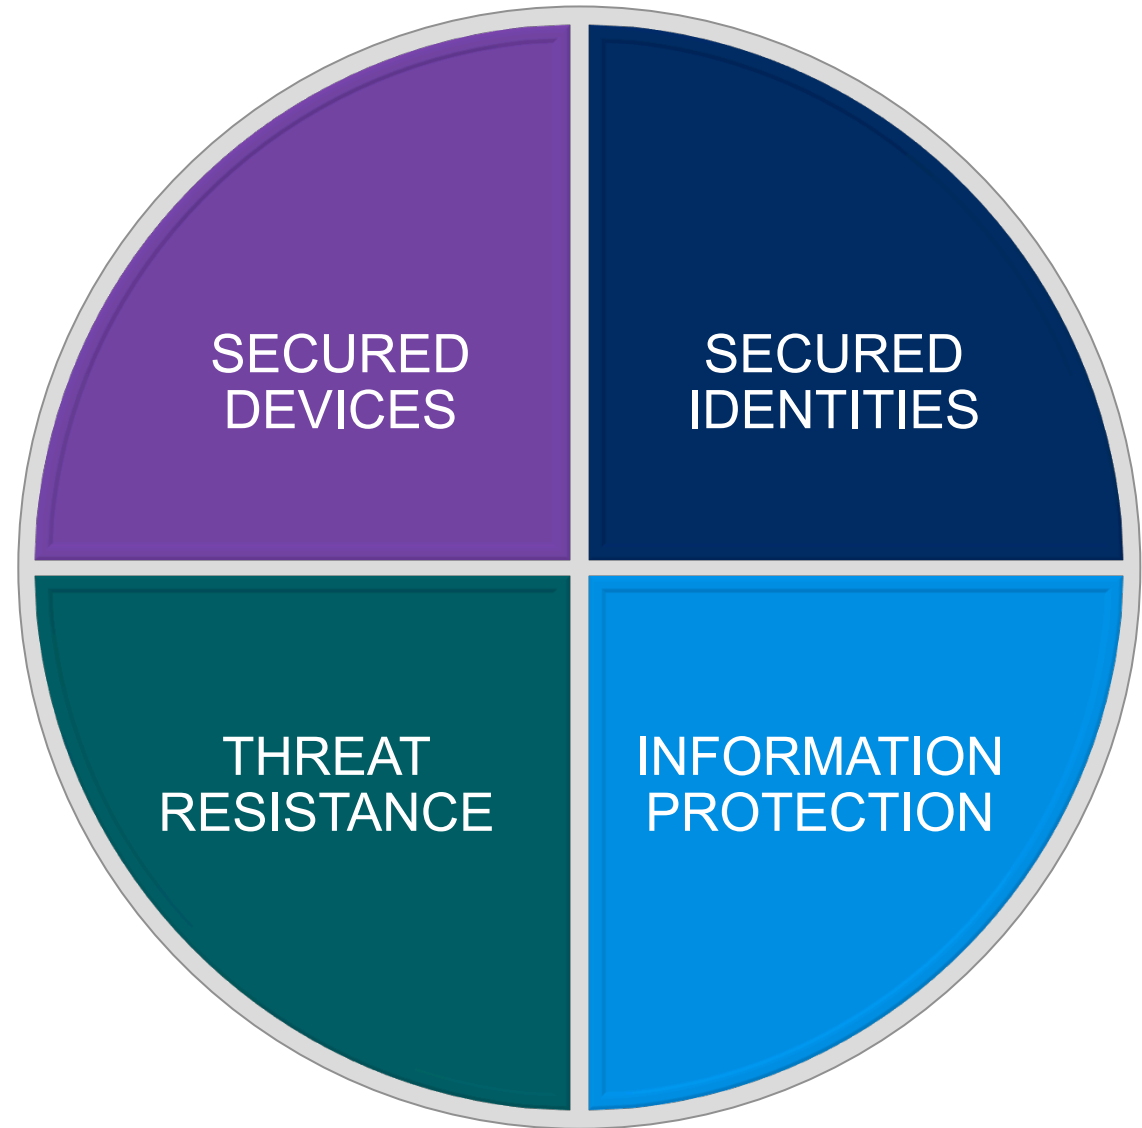 SECURED
DEVICES
SECURED
IDENTITIES
THREAT
RESISTANCE
INFORMATION
PROTECTION